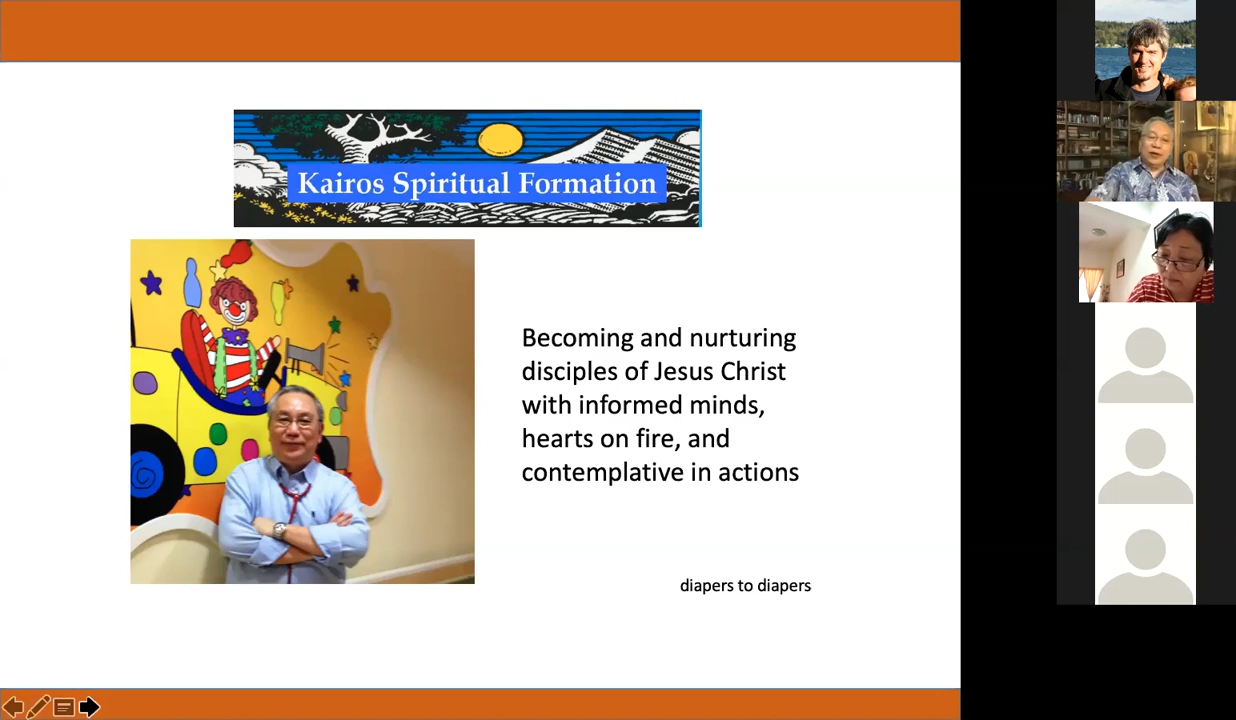 Kairos Spiritual Formation
Becoming and nurturing
disciples of Jesus Christ
with informed minds,
hearts on fire, and
contemplative in actions
diapers to diapers